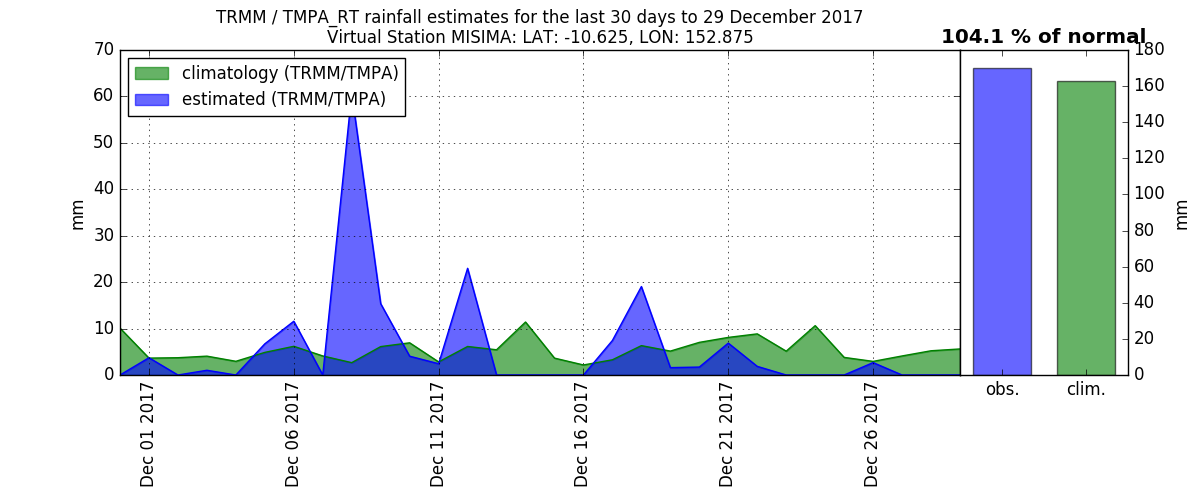 TRMM / TMPA_RT rainfall estimates for the last 30 days to 29 December 2017
Virtual Station MISIMA: LAT: -10.625, LON: 152.875
104.1 % of normal
climatology (TRMM/TMPA)
estimated (TRMM/TMPA)
mm
70
60
50
40
30
20
10
0
Dec 01 2017
Dec 06 2017
Dec 11 2017
Dec 16 2017
Dec 21 2017
Dec 26 2017
180
160
140
120
100
80
60
40
20
0
mm
obs.
clim.